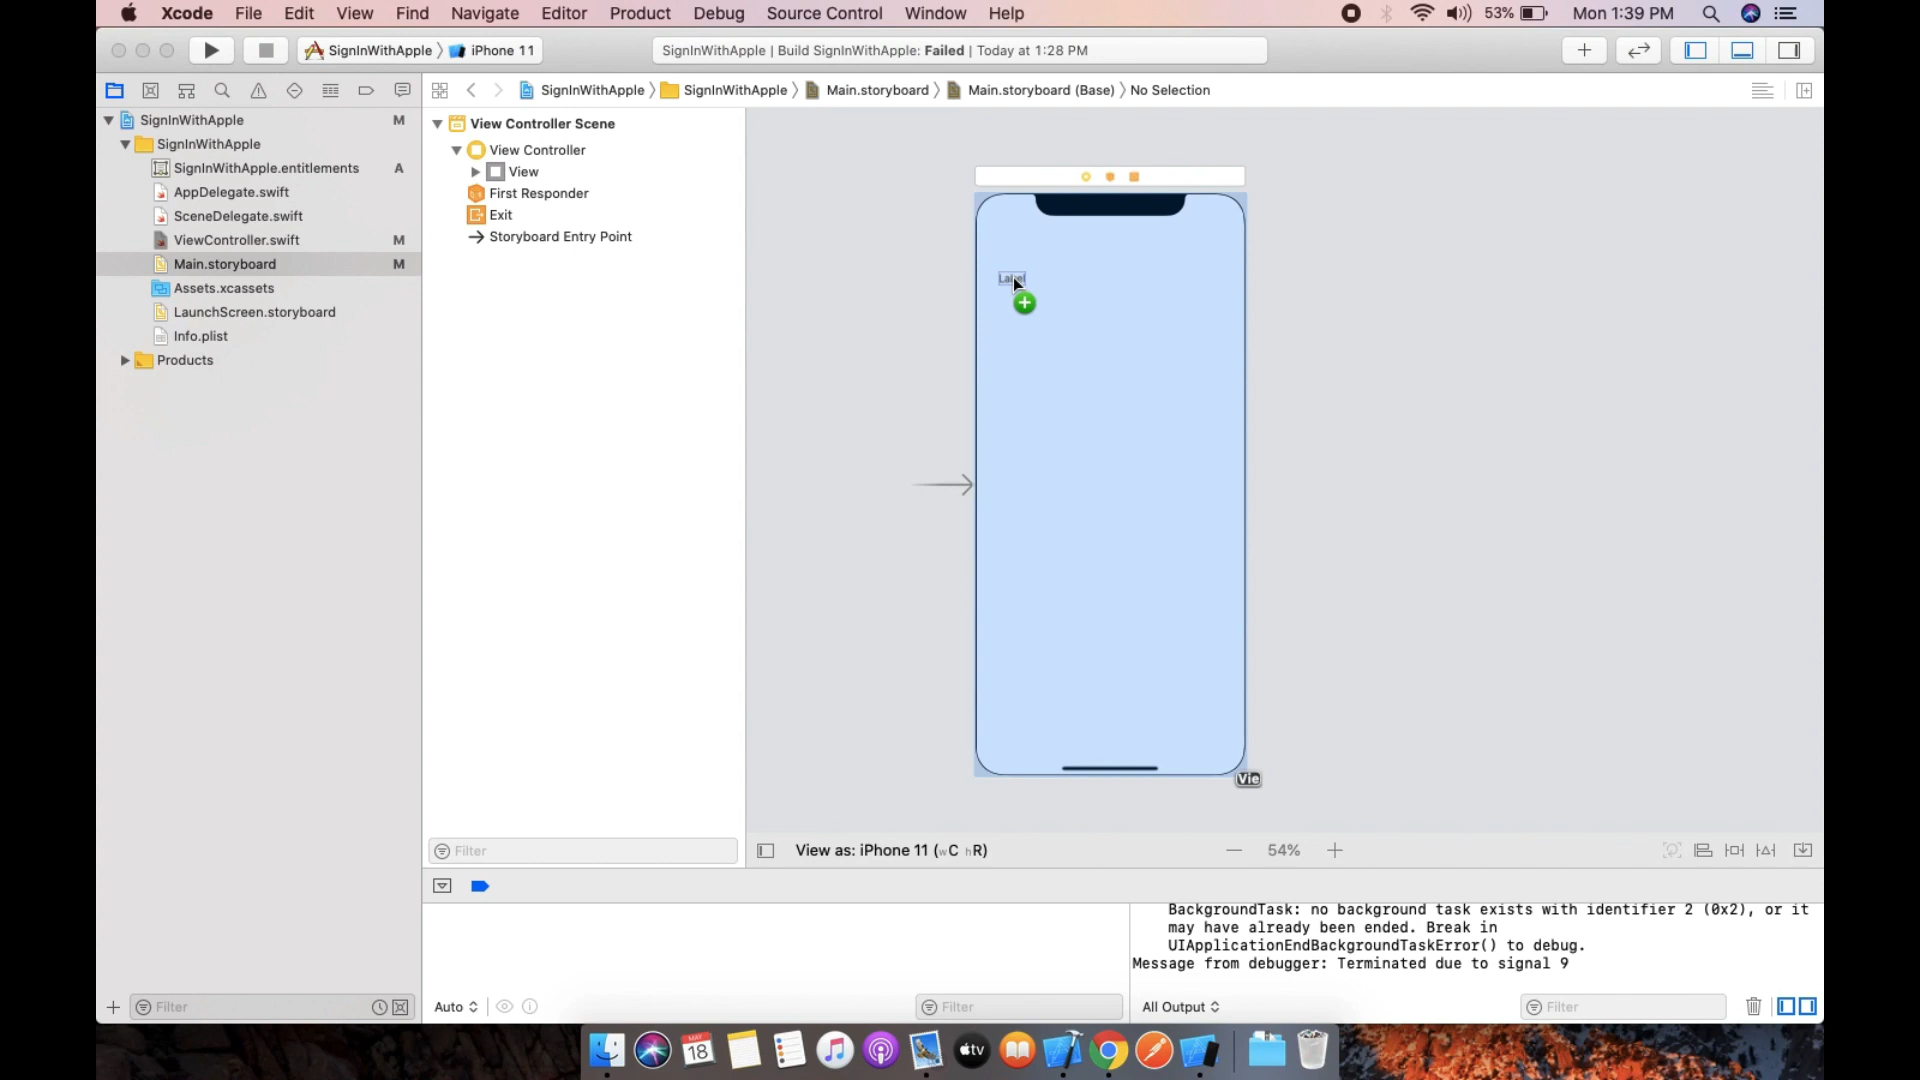 Xcode File Edit View Find Navigate Editor Product Debug Source Control Window Help 53% Mon 1:39 PM
SignInWithApple iPhone 11 SignInWithApple | Build SignInWithApple: Failed | Today at 1:28 PM
SignInWithApple SignInWithApple Main.storyboard Main.storyboard (Base) No Selection
SignInWithApple M
SignInWithApple
SignInWithApple.entitlements A
AppDelegate.swift
SceneDelegate.swift
ViewController.swift M
Main.storyboard M
Assets.xcassets
LaunchScreen.storyboard
Info.plist
Products
View Controller Scene
View Controller
View
First Responder
Exit
Storyboard Entry Point
Label
Vie
Filter
View as: iPhone 11 (wC hR) 54%
BackgroundTask: no background task exists with identifier 2 (0x2), or it
may have already been ended. Break in
UIApplicationEndBackgroundTaskError() to debug.
Message from debugger: Terminated due to signal 9
Filter
Auto
Filter
All Output
Filter
MAY
18
tv